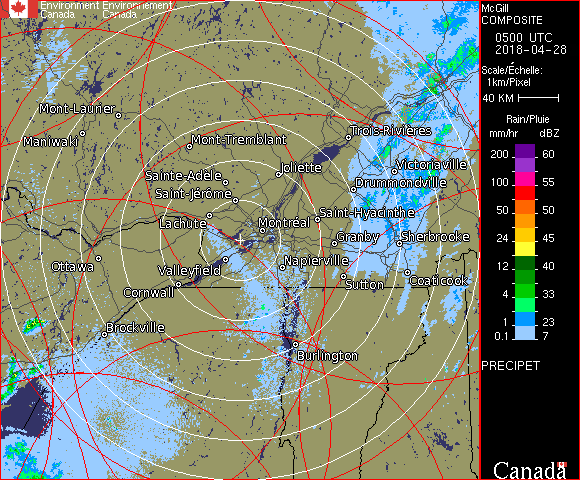 Environment Environnement
Canada Canada
McGill
COMPOSITE
0500 UTC
2018-04-28
Scale/Échelle:
1km/Pixel
40 KM
Rain/Pluie
mm/hr dBZ
200 60
100 55
50 50
24 45
12 40
4 33
1 23
0.1 7
PRECIPET
Canada
Mont-Laurier
Maniwaki
Mont-Tremblant
Trois-Rivières
Sainte-Adèle
Joliette
Victoriaville
Saint-Jérôme
Drummondville
Lachute
Montréal
Saint-Hyacinthe
Granby
Sherbrooke
Ottawa
Valleyfield
Napierville
Cornwall
Sutton
Coaticook
Brockville
Burlington